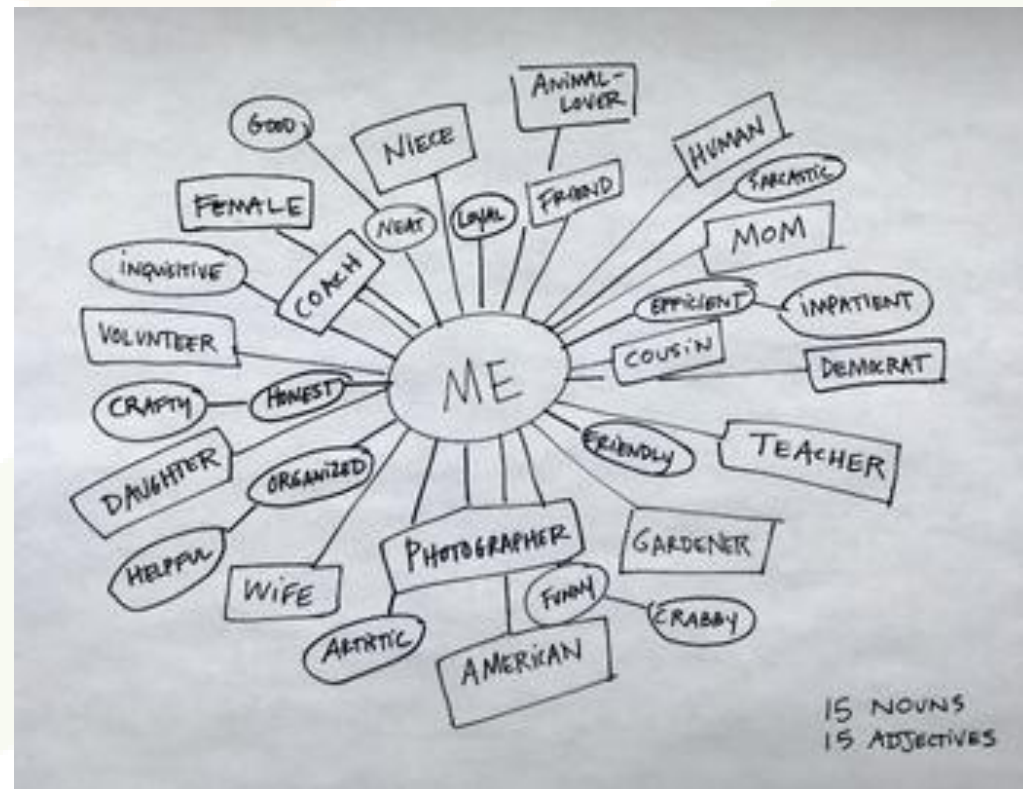 ANIMAL-
LOVER
GOOD
NIECE
HUMAN
SARCASTIC
FEMALE
NEAT
LOYAL
FRIEND
MOM
INQUISITIVE
COACH
EFFICIENT
IMPATIENT
VOLUNTEER
COUSIN
DEMOCRAT
ME
CRAFTY
HONEST
FRIENDLY
TEACHER
DAUGHTER
ORGANIZED
HELPFUL
PHOTOGRAPHER
GARDENER
WIFE
FUNNY
CRABBY
ARTISTIC
AMERICAN
15 NOUNS
15 ADJECTIVES